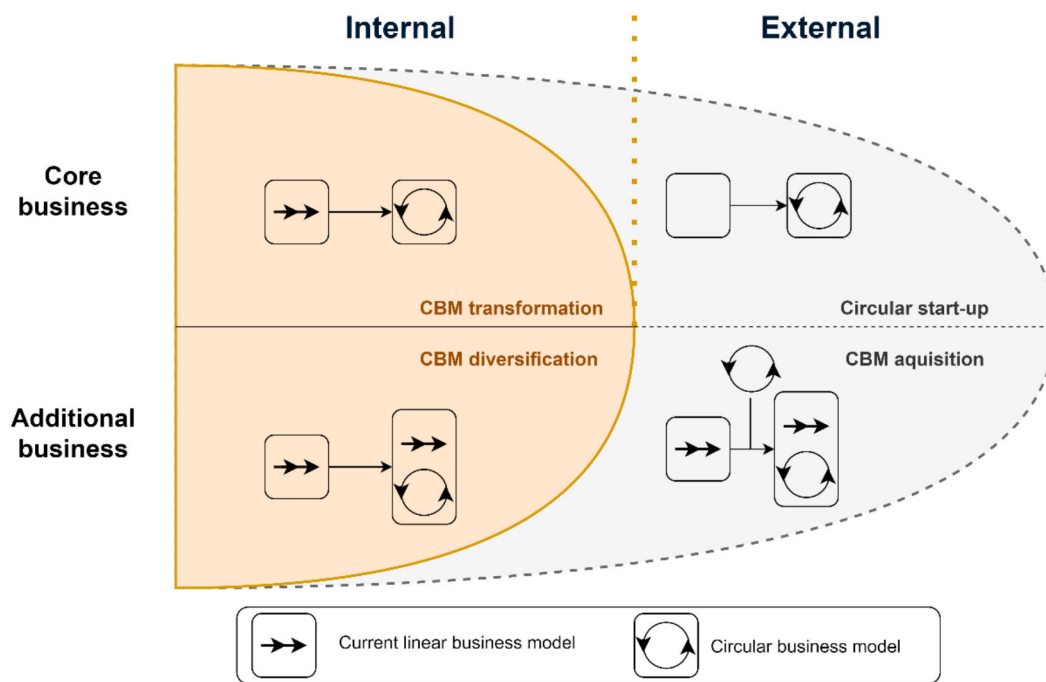 Internal
External
Core
business
CBM transformation
Circular start-up
CBM diversification
CBM aquisition
Additional
business
Current linear business model
Circular business model